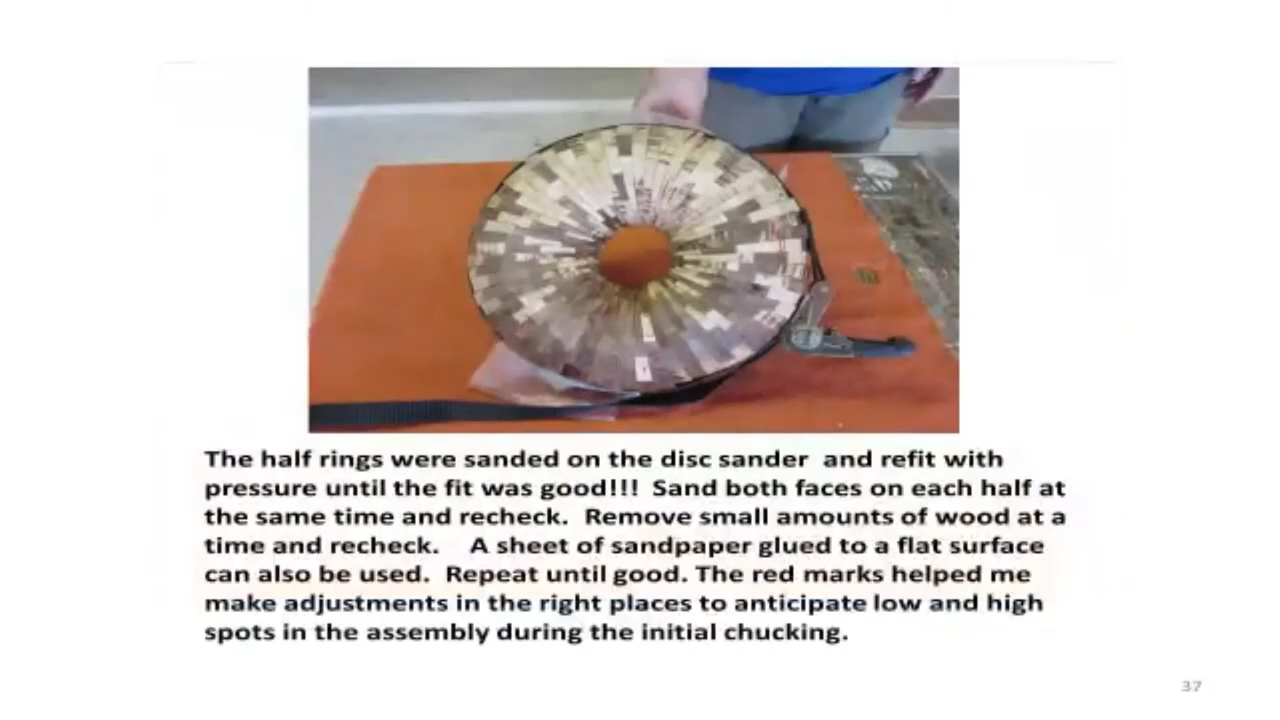 The half rings were sanded on the disc sander  and refit with
pressure until the fit was good!!!  Sand both faces on each half at
the same time and recheck.  Remove small amounts of wood at a
time and recheck.    A sheet of sandpaper glued to a flat surface
can also be used.  Repeat until good. The red marks helped me
make adjustments in the right places to anticipate low and high
spots in the assembly during the initial chucking.
37